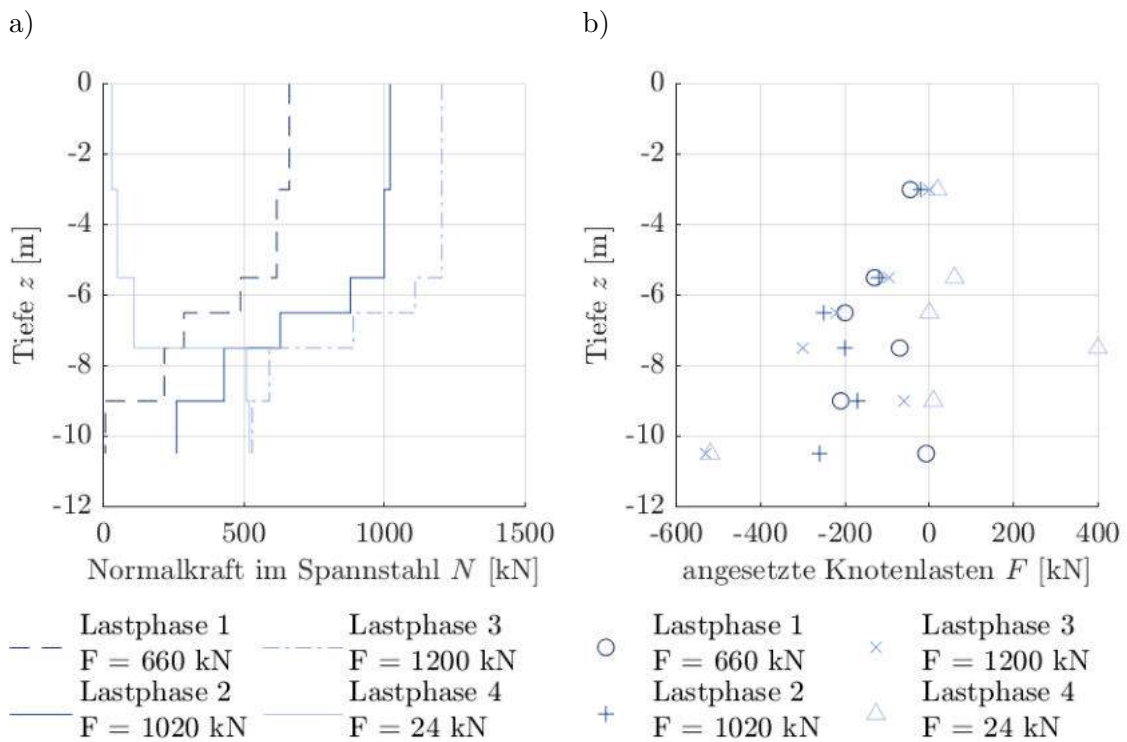 a)
b)
0
-2
-4
-6
-8
-10
-12
Tiefe z [m]
0 500 1000 1500
Normalkraft im Spannstahl N [kN]
0
-2
-4
-6
-8
-10
-12
Tiefe z [m]
-600 -400 -200 0 200 400
angesetzte Knotenlasten F [kN]
Lastphase 1
F = 660 kN
Lastphase 2
F = 1020 kN
Lastphase 3
F = 1200 kN
Lastphase 4
F = 24 kN
Lastphase 1
F = 660 kN
Lastphase 2
F = 1020 kN
Lastphase 3
F = 1200 kN
Lastphase 4
F = 24 kN